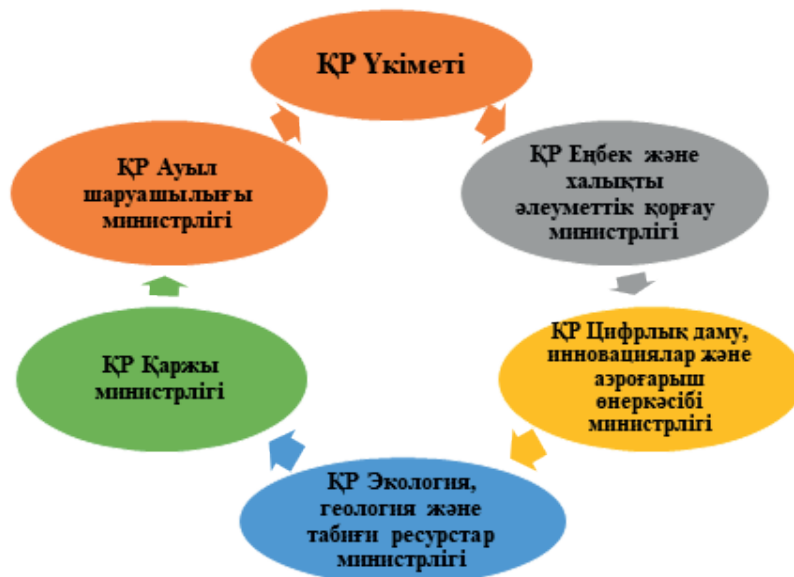 ҚР Үкіметі
ҚР Еңбек және
халықты
әлеуметтік қорғау
министрлігі
ҚР Цифрлық даму,
инновациялар және
аэроғарыш
өнеркәсібі
министрлігі
ҚР Экология,
геология және
табиғи ресурстар
министрлігі
ҚР Қаржы
министрлігі
ҚР Ауыл
шаруашылығы
министрлігі